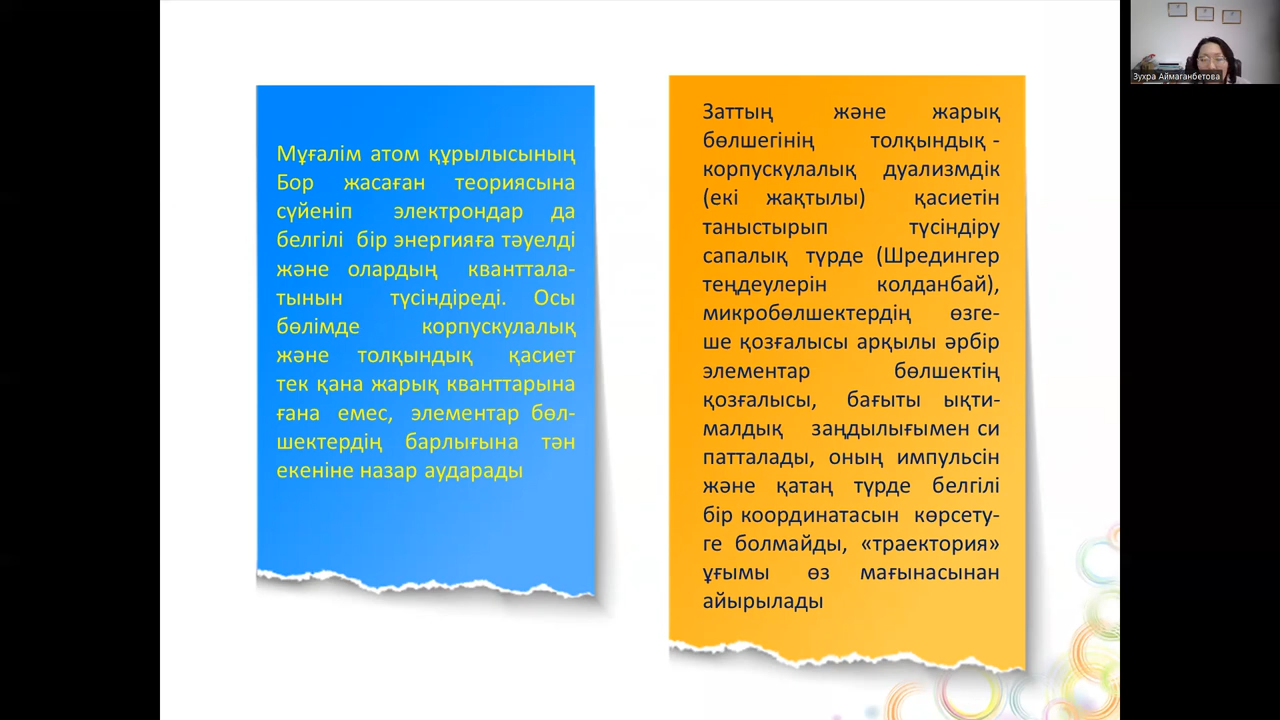 Мұғалім атом құрылысының
Бор жасаған теориясына
сүйеніп электрондар да
белгілі бір энергияға тәуелді
және олардың кванттала-
тынын түсіндіреді. Осы
бөлімде корпускулалық
және толқындық қасиет
тек қана жарық кванттарына
ғана емес, элементар бөл-
шектердің барлығына тән
екеніне назар аударады
Заттың және жарық
бөлшегінің толқындық -
корпускулалық дуализмдік
(екі жақтылы) қасиетін
таныстырып түсіндіру
сапалық түрде (Шредингер
теңдеулерін колданбай),
микробөлшектердің өзге-
ше қозғалысы арқылы әрбір
элементар бөлшектің
қозғалысы, бағыты ықти-
малдық заңдылығымен си
патталады, оның импульсін
және қатаң түрде белгілі
бір координатасын көрсету-
ге болмайды, «траектория»
ұғымы өз мағынасынан
айырылады
Зухра Аймаганбетова